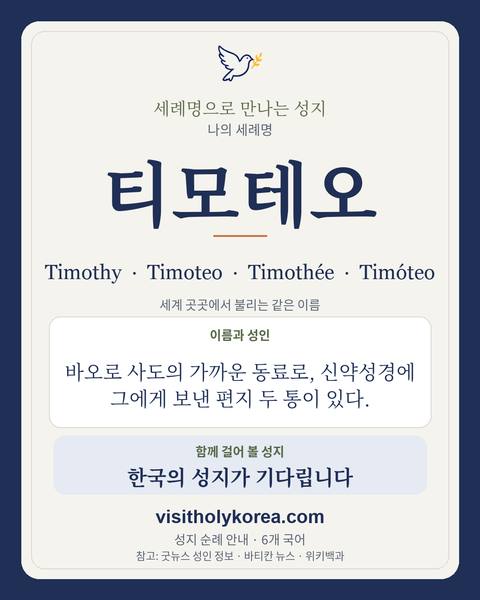 세례명으로 만나는 성지
나의 세례명
티모테오
Timothy · Timoteo · Timothée · Timóteo
세계 곳곳에서 불리는 같은 이름
이름과 성인
바오로 사도의 가까운 동료로, 신약성경에
그에게 보낸 편지 두 통이 있다.
함께 걸어 볼 성지
한국의 성지가 기다립니다
visitholykorea.com
성지 순례 안내 · 6개 국어
참고: 굿뉴스 성인 정보 · 바티칸 뉴스 · 위키백과